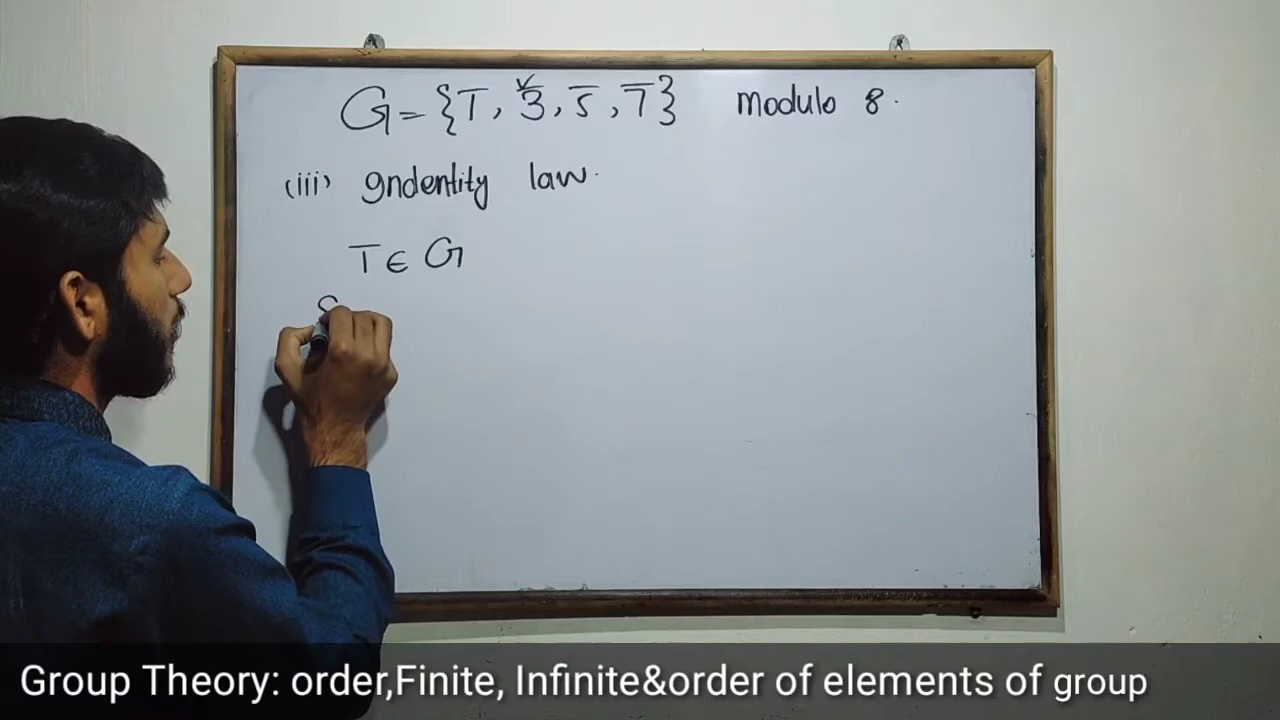 G = {1̅, 3̅, 5̅, 7̅} modulo 8.
(iii) Indentity law.
1̅ ∈ G
S
Group Theory: order,Finite, Infinite&order of elements of group